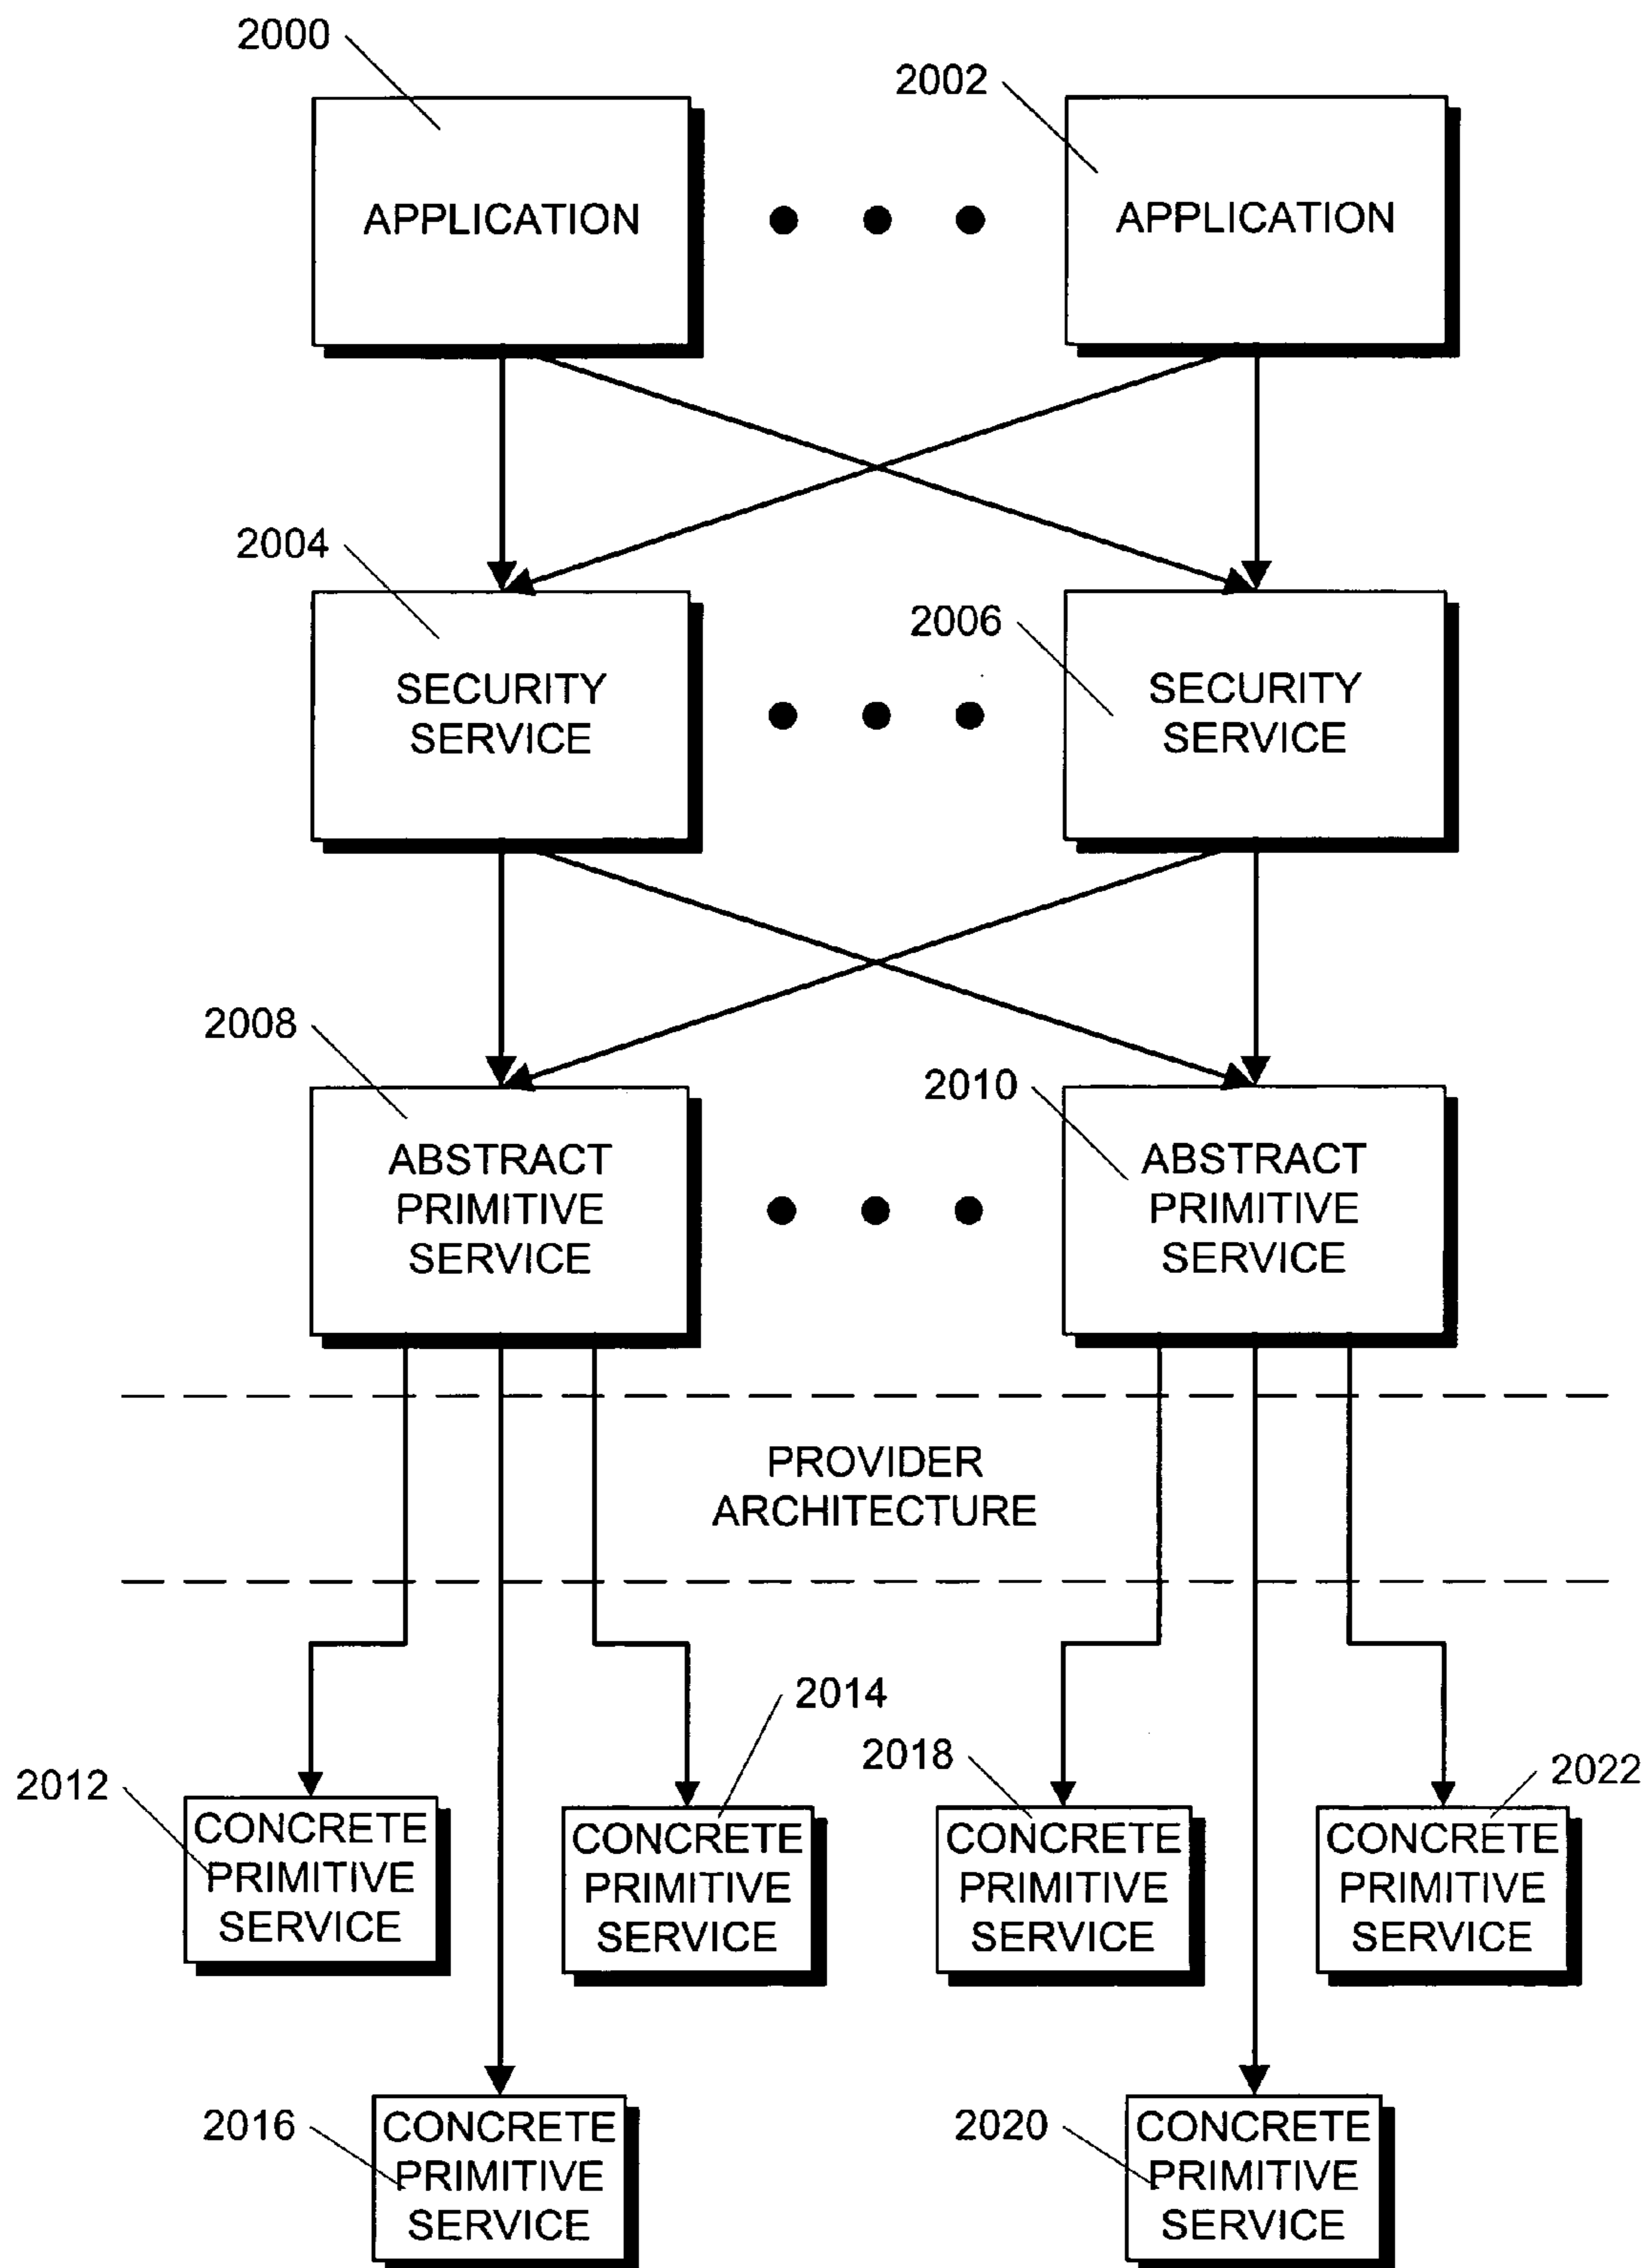 2000
2002
APPLICATION
APPLICATION
2004
2006
SECURITY
SERVICE
SECURITY
SERVICE
2008
2010
ABSTRACT
PRIMITIVE
SERVICE
ABSTRACT
PRIMITIVE
SERVICE
PROVIDER
ARCHITECTURE
2012
2014
2018
2022
CONCRETE
PRIMITIVE
SERVICE
CONCRETE
PRIMITIVE
SERVICE
CONCRETE
PRIMITIVE
SERVICE
CONCRETE
PRIMITIVE
SERVICE
2016
CONCRETE
PRIMITIVE
SERVICE
2020
CONCRETE
PRIMITIVE
SERVICE